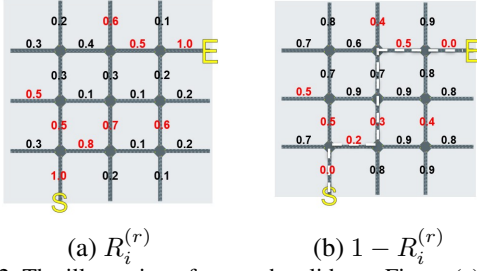 0.2 0.6 0.1
0.3 0.4 0.5 1.0 E
0.3 0.3 0.2
0.5 0.1 0.1 0.2
0.5 0.7 0.6
0.3 0.8 0.1 0.2
1.0 0.2 0.1
S
(a) R_i^{(r)}
0.8 0.4 0.9
0.7 0.6 0.5 0.0 E
0.7 0.7 0.8
0.5 0.9 0.9 0.8
0.5 0.3 0.4
0.7 0.2 0.9 0.8
0.0 0.8 0.9
S
(b) 1 − R_i^{(r)}